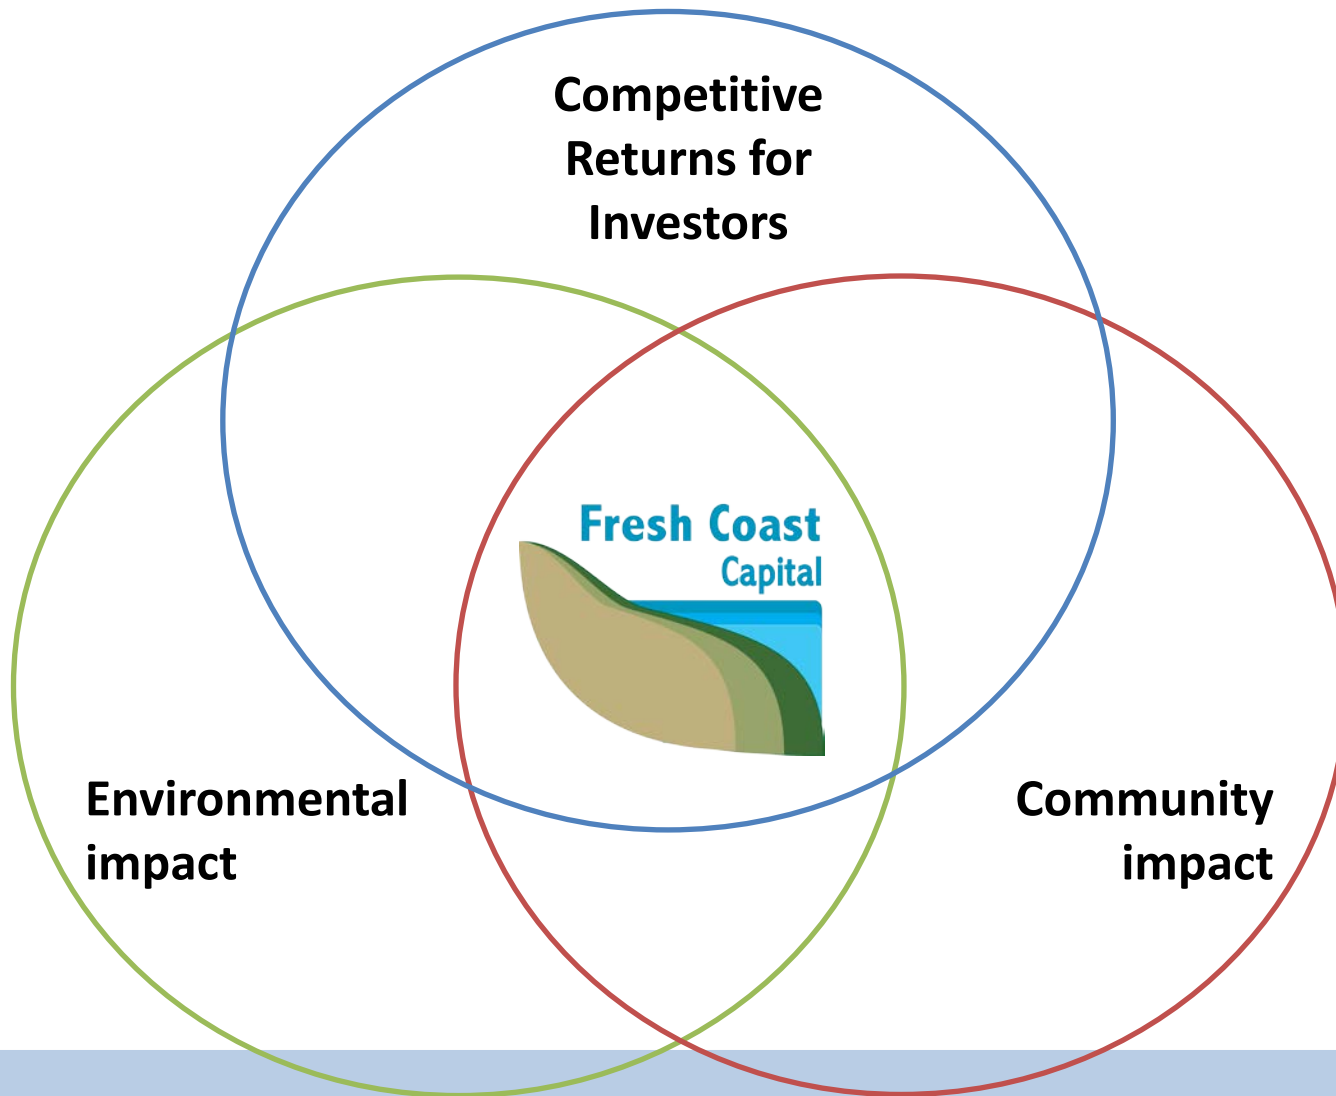 Competitive
Returns for
Investors
Fresh Coast
Capital
Environmental
impact
Community
impact